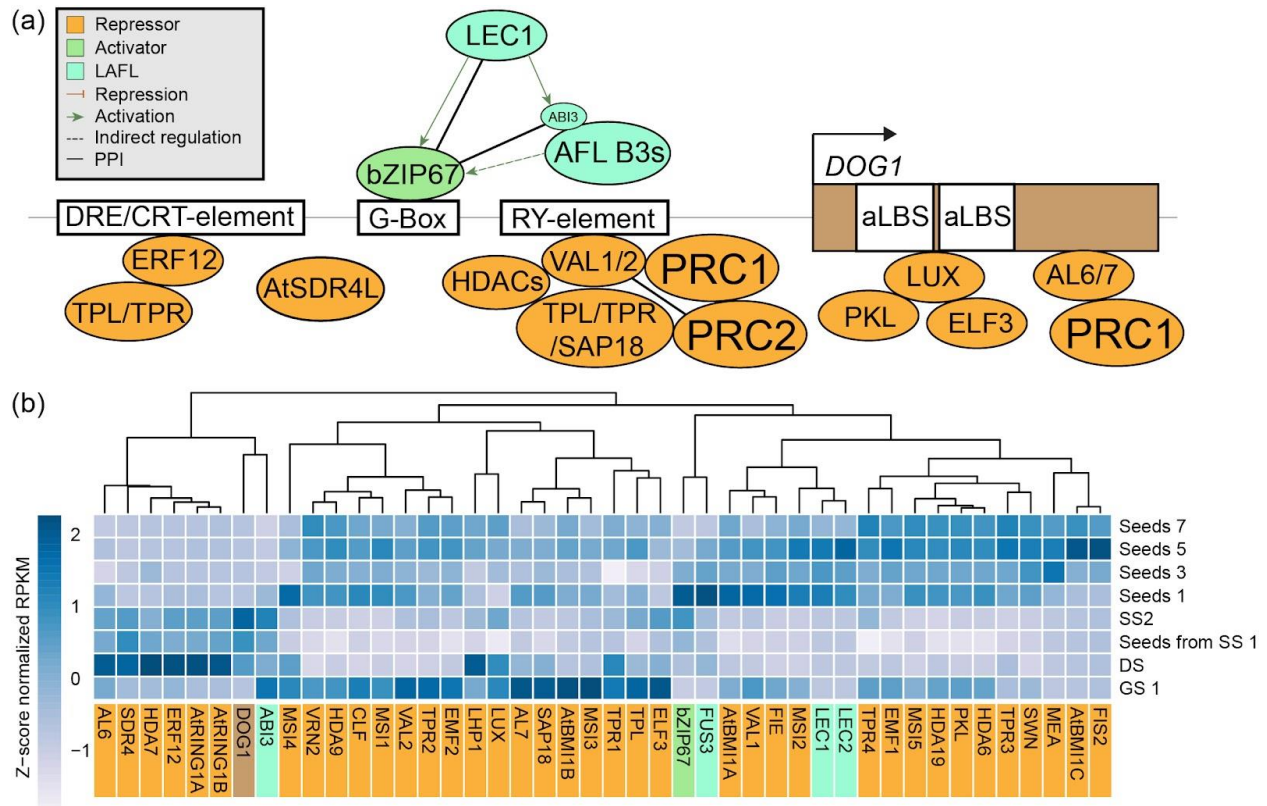 (a)
Repressor
Activator
LAFL
Repression
Activation
Indirect regulation
PPI
LEC1
ABI3
AFL B3s
bZIP67
DOG1
DRE/CRT-element
G-Box
RY-element
aLBS
aLBS
ERF12
TPL/TPR
AtSDR4L
HDACs
VAL1/2
PRC1
TPL/TPR
/SAP18
PRC2
LUX
PKL
ELF3
AL6/7
PRC1
(b)
Z-score normalized RPKM
2
1
0
−1
Seeds 7
Seeds 5
Seeds 3
Seeds 1
SS2
Seeds from SS 1
DS
GS 1
AL6
SDR4
HDA7
ERF12
AtRING1A
AtRING1B
DOG1
ABI3
MSI4
VRN2
HDA9
CLF
MSI1
VAL2
TPR2
EMF2
LHP1
LUX
AL7
SAP18
AtBMI1B
MSI3
TPR1
TPL
ELF3
bZIP67
FUS3
AtBMI1A
VAL1
FIE
MSI2
LEC1
LEC2
TPR4
EMF1
MSI5
HDA19
PKL
HDA6
TPR3
SWN
MEA
AtBMI1C
FIS2